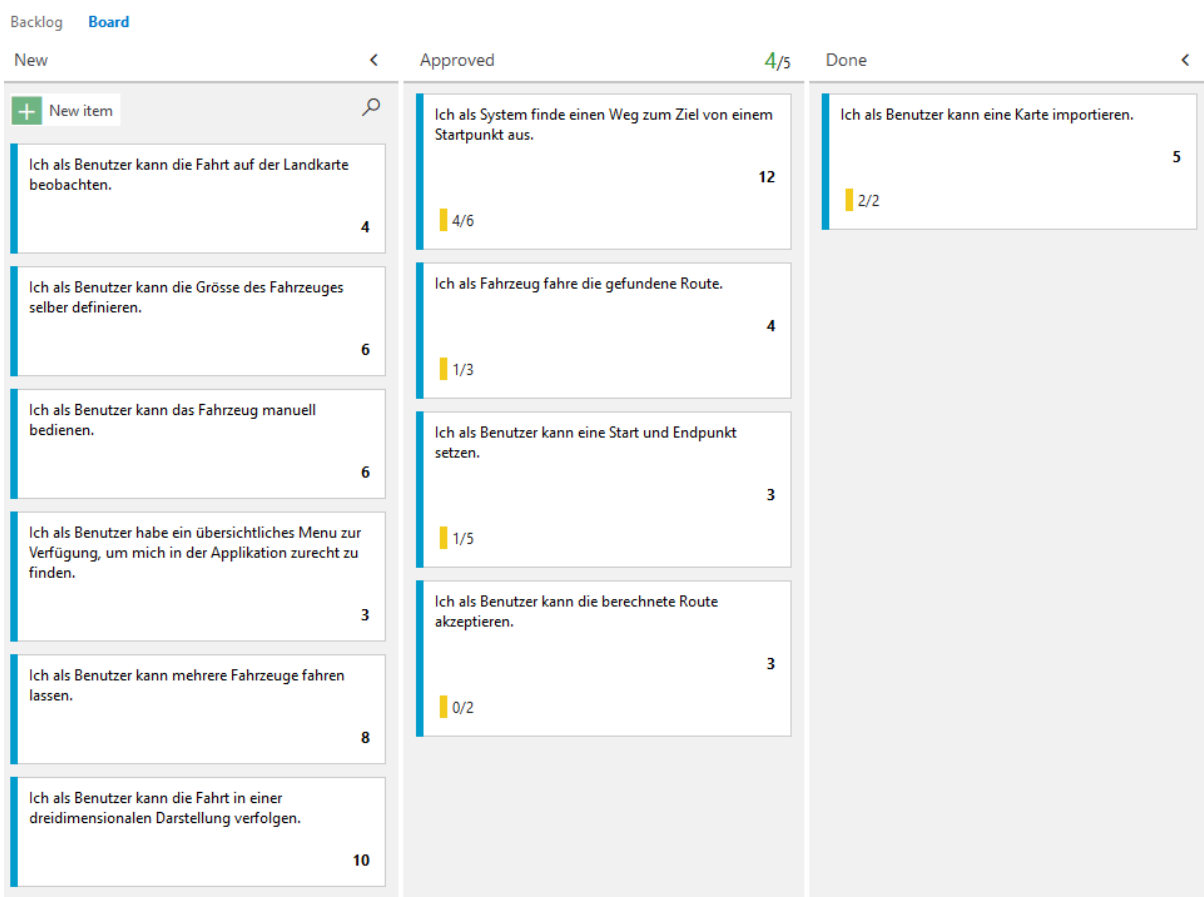 Backlog Board
New
New item
Ich als Benutzer kann die Fahrt auf der Landkarte
beobachten.
4
Ich als Benutzer kann die Grösse des Fahrzeuges
selber definieren.
6
Ich als Benutzer kann das Fahrzeug manuell
bedienen.
6
Ich als Benutzer habe ein übersichtliches Menu zur
Verfügung, um mich in der Applikation zurecht zu
finden.
3
Ich als Benutzer kann mehrere Fahrzeuge fahren
lassen.
8
Ich als Benutzer kann die Fahrt in einer
dreidimensionalen Darstellung verfolgen.
10
Approved 4/5
Ich als System finde einen Weg zum Ziel von einem
Startpunkt aus.
12
4/6
Ich als Fahrzeug fahre die gefundene Route.
4
1/3
Ich als Benutzer kann eine Start und Endpunkt
setzen.
3
1/5
Ich als Benutzer kann die berechnete Route
akzeptieren.
3
0/2
Done
Ich als Benutzer kann eine Karte importieren.
5
2/2